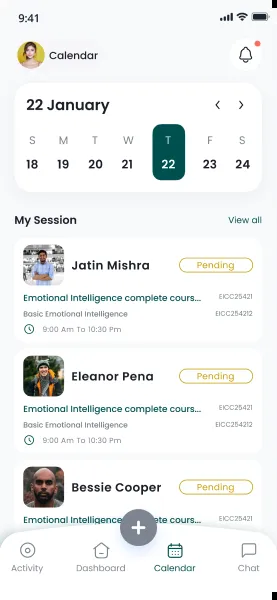 9:41
Calendar
22 January
S M T W T F S
18 19 20 21 22 23 24
My Session View all
Jatin Mishra Pending
Emotional Intelligence complete cours... EICC25421
Basic Emotional Intelligence EICC254212
9:00 Am To 10:30 Pm
Eleanor Pena Pending
Emotional Intelligence complete cours... EICC25421
Basic Emotional Intelligence EICC254212
9:00 Am To 10:30 Pm
Bessie Cooper Pending
Emotional Intelligence complete cours... EICC25421
Activity Dashboard Calendar Chat